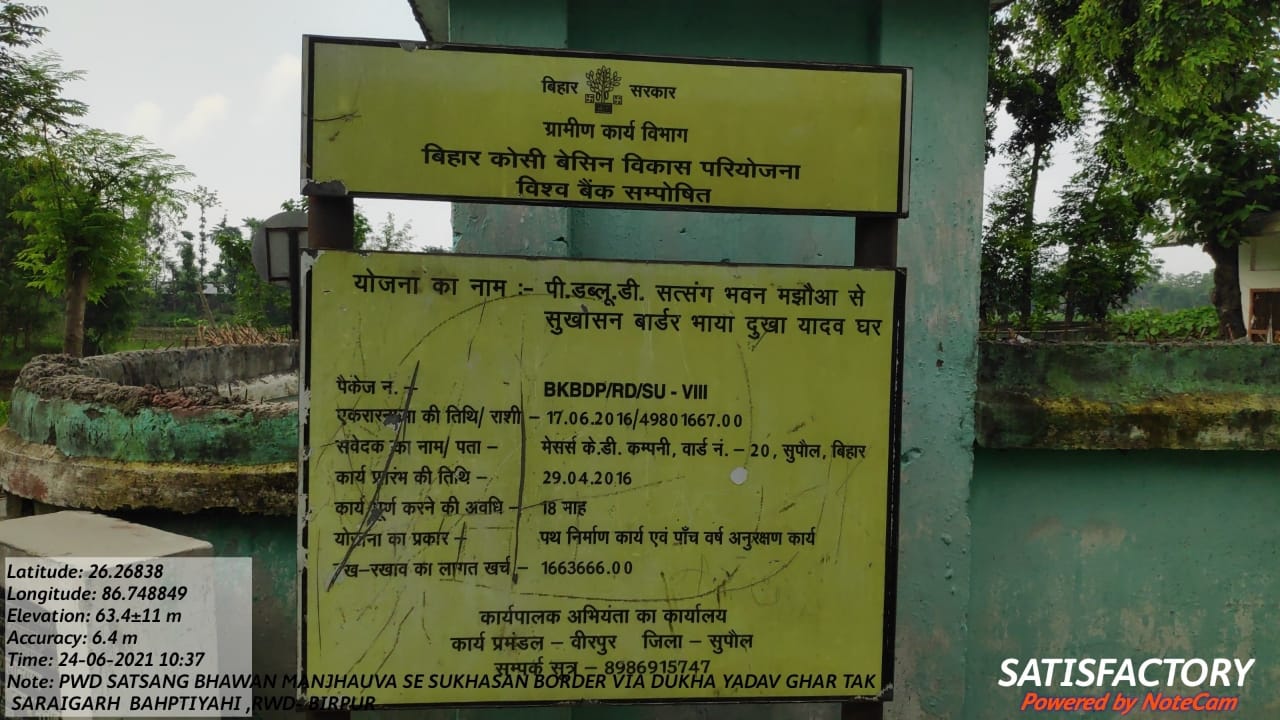 बिहार सरकार
ग्रामीण कार्य विभाग
बिहार कोसी बेसिन विकास परियोजना
विश्व बैंक सम्पोषित
योजना का नाम :- पी.डब्लू.डी. सत्संग भवन मझौआ से
सुखोसन बार्डर भाया दुखा यादव घर
पैकेज न. – BKBDP/RD/SU - VIII
एकरारनामा की तिथि/ राशी – 17.06.2016/49801667.00
संवेदक का नाम/ पता – मेसर्स के.डी. कम्पनी, वार्ड नं. – 20, सुपौल, बिहार
कार्य प्रारंम की तिथि – 29.04.2016
कार्य पूर्ण करने की अवधि – 18 माह
योजना का प्रकार – पथ निर्माण कार्य एवं पाँच वर्ष अनुरक्षण कार्य
रख–रखाव का लागत खर्च – 1663666.00
कार्यपालक अभियंता का कार्यालय
कार्य प्रमंडल – वीरपुर जिला – सुपौल
सम्पर्क सूत्र – 8986915747
Latitude: 26.26838
Longitude: 86.748849
Elevation: 63.4±11 m
Accuracy: 6.4 m
Time: 24-06-2021 10:37
Note: PWD SATSANG BHAWAN MANJHAUVA SE SUKHASAN BORDER VIA DUKHA YADAV GHAR TAK
SARAIGARH BAHPTIYAHI ,RWD- BIRPUR
SATISFACTORY
Powered by NoteCam